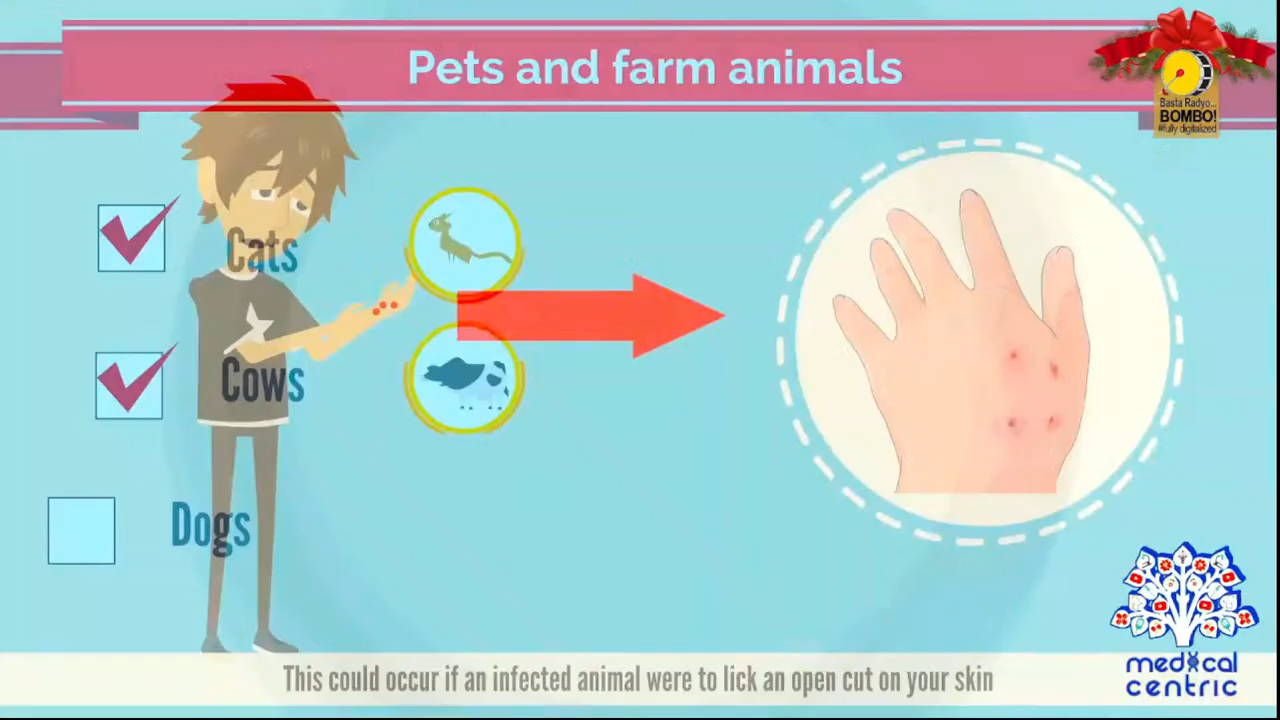 Pets and farm animals
Basta Radyo...
BOMBO!
#fully digitalized
Cats
Cows
Dogs
This could occur if an infected animal were to lick an open cut on your skin
medical
centric